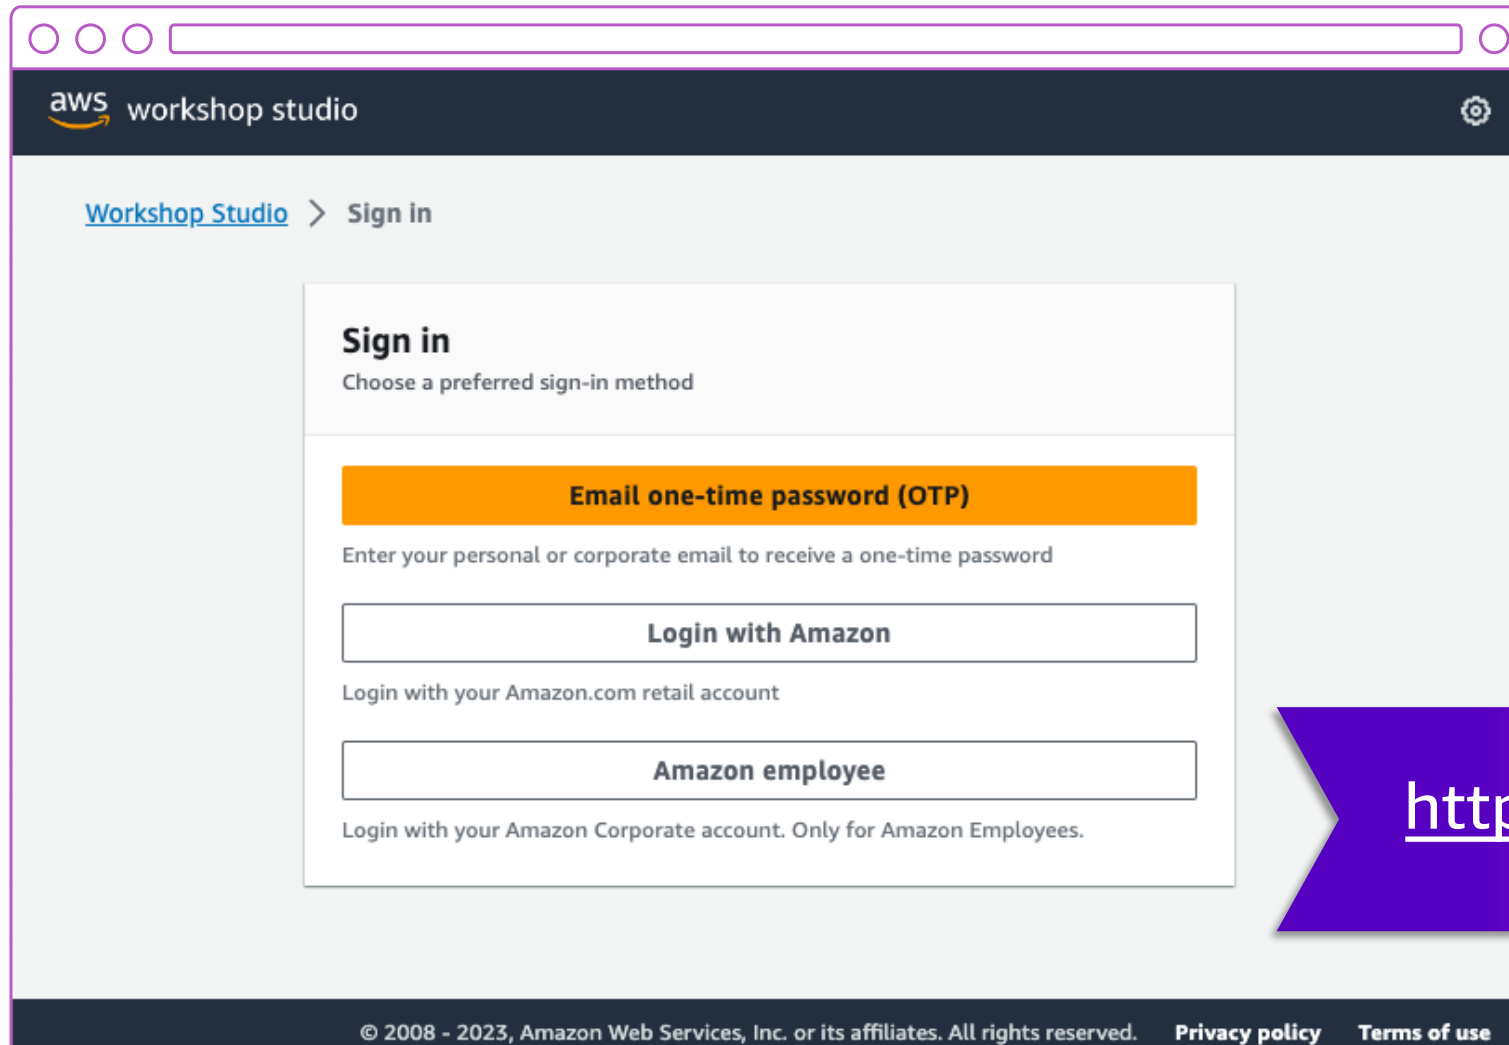 aws workshop studio
Workshop Studio > Sign in
Sign in
Choose a preferred sign-in method
Email one-time password (OTP)
Enter your personal or corporate email to receive a one-time password
Login with Amazon
Login with your Amazon.com retail account
Amazon employee
Login with your Amazon Corporate account. Only for Amazon Employees.
© 2008 - 2023, Amazon Web Services, Inc. or its affiliates. All rights reserved. Privacy policy Terms of use